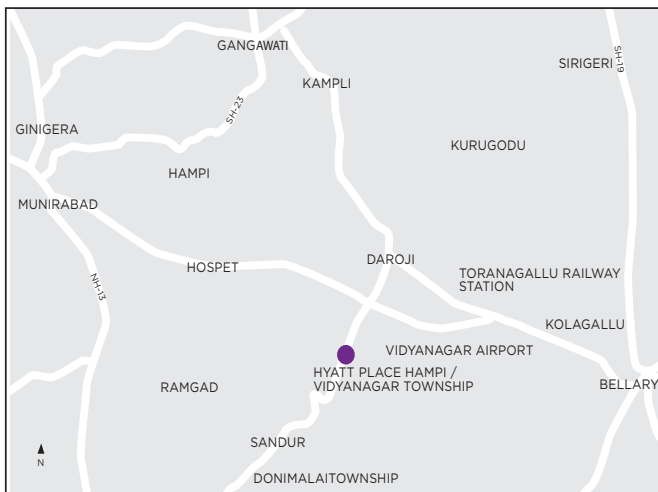 GANGAWATI
SIRIGERI
SH-19
KAMPLI
SH-23
GINIGERA
KURUGODU
HAMPI
MUNIRABAD
DAROJI
HOSPET
TORANAGALLU RAILWAY
STATION
NH-13
KOLAGALLU
VIDYANAGAR AIRPORT
HYATT PLACE HAMPI /
VIDYANAGAR TOWNSHIP
RAMGAD
BELLARY
SANDUR
N
DONIMALAITOWNSHIP